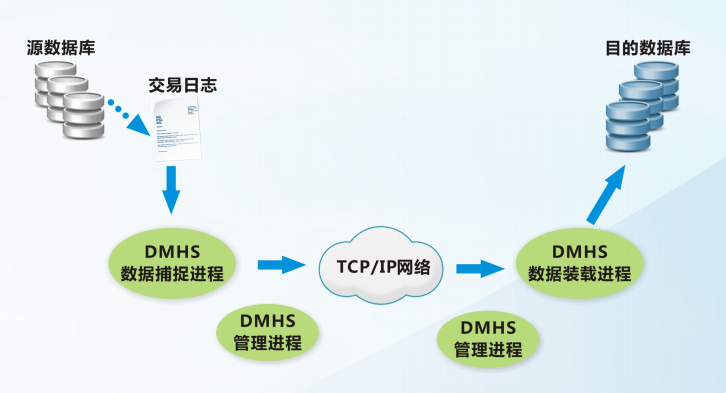 源数据库
目的数据库
交易日志
DMHS
数据捕捉进程
TCP/IP网络
DMHS
数据装载进程
DMHS
管理进程
DMHS
管理进程